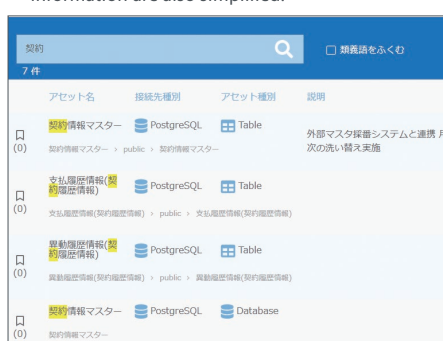 information are also simplified.
契約
類義語をふくむ
7 件
アセット名 接続先種別 アセット種別 説明
契約情報マスター PostgreSQL Table
外部マスタ採番システムと連携 月
次の洗い替え実施
(0)
契約情報マスター > public > 契約情報マスター
支払履歴情報(契
約履歴情報) PostgreSQL Table
(0)
支払履歴情報(契約履歴情報) > public > 支払履歴情報(契約履歴情報)
異動履歴情報(契
約履歴情報) PostgreSQL Table
(0)
異動履歴情報(契約履歴情報) > public > 異動履歴情報(契約履歴情報)
契約情報マスター PostgreSQL Database
(0)
契約情報マスター